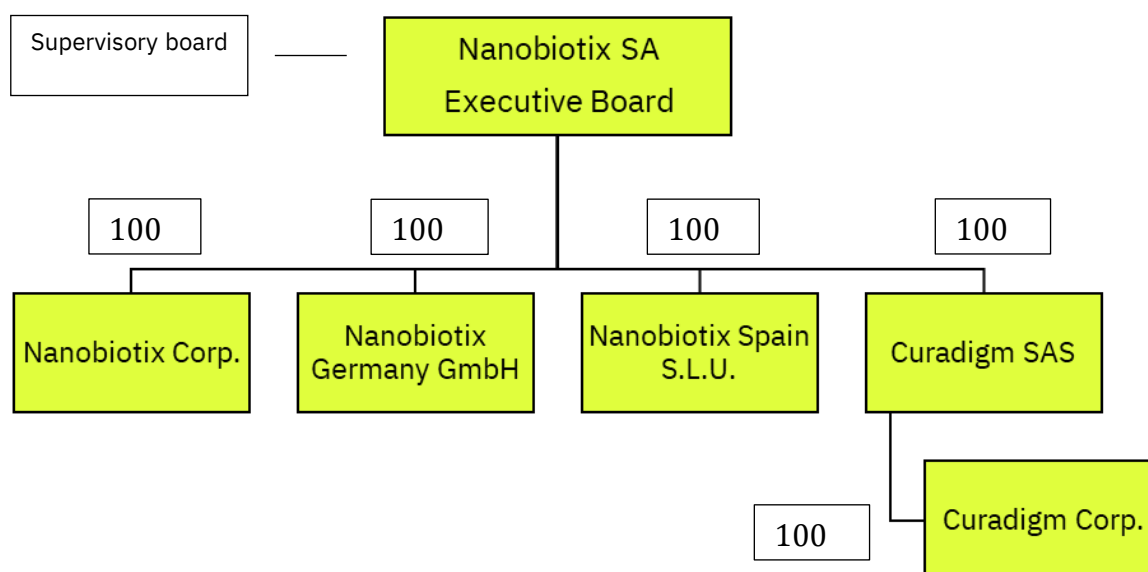 Supervisory board
Nanobiotix SA
Executive Board
100
100
100
100
Nanobiotix Corp.
Nanobiotix
Germany GmbH
Nanobiotix Spain
S.L.U.
Curadigm SAS
100
Curadigm Corp.